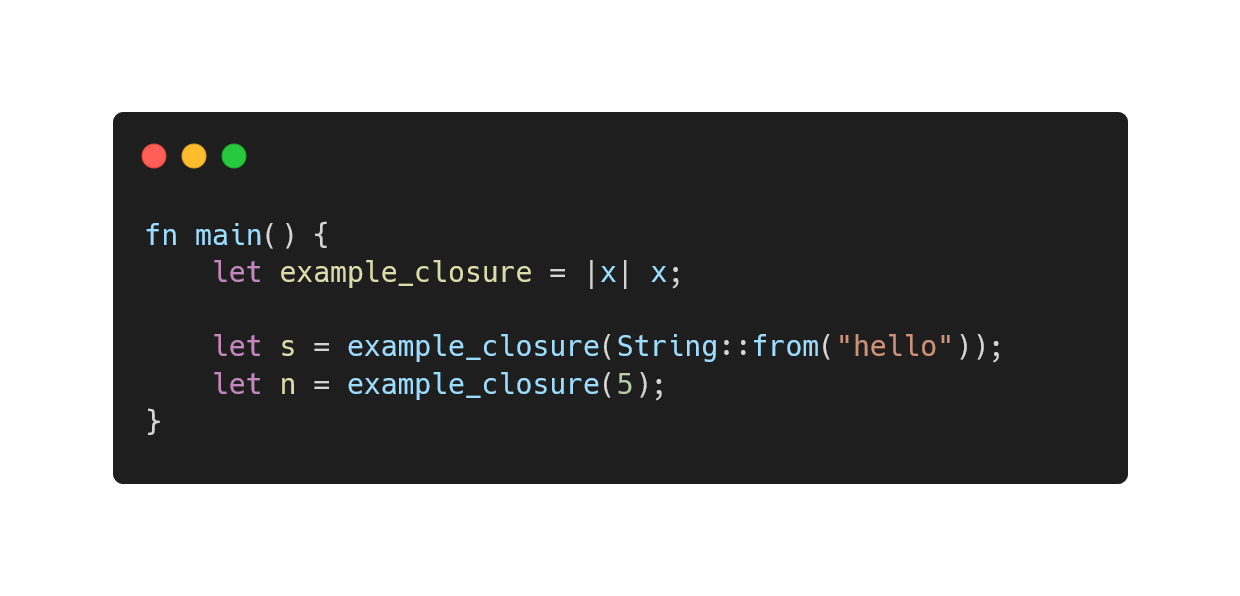 fn main() {
    let example_closure = |x| x;

    let s = example_closure(String::from("hello"));
    let n = example_closure(5);
}